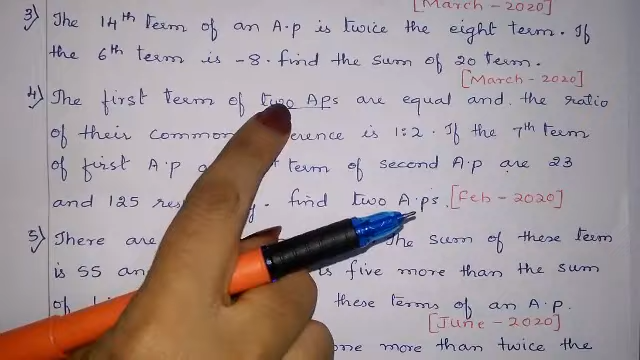 [March - 2020]
3) The 14th term of an A.p is twice the eight term. If
the 6th term is -8. find the sum of 20 term.
[March - 2020]
4) The first term of two APs are equal and the ratio
of their common is 1:2. If the 7th term
of first A.p term of second A.p are 23
and 125 find two A.p's. [Feb - 2020]
5) There are The sum of these term
is 55 an is five more than the sum
of these terms of an A.p.
[June - 2020]
one more than twice the